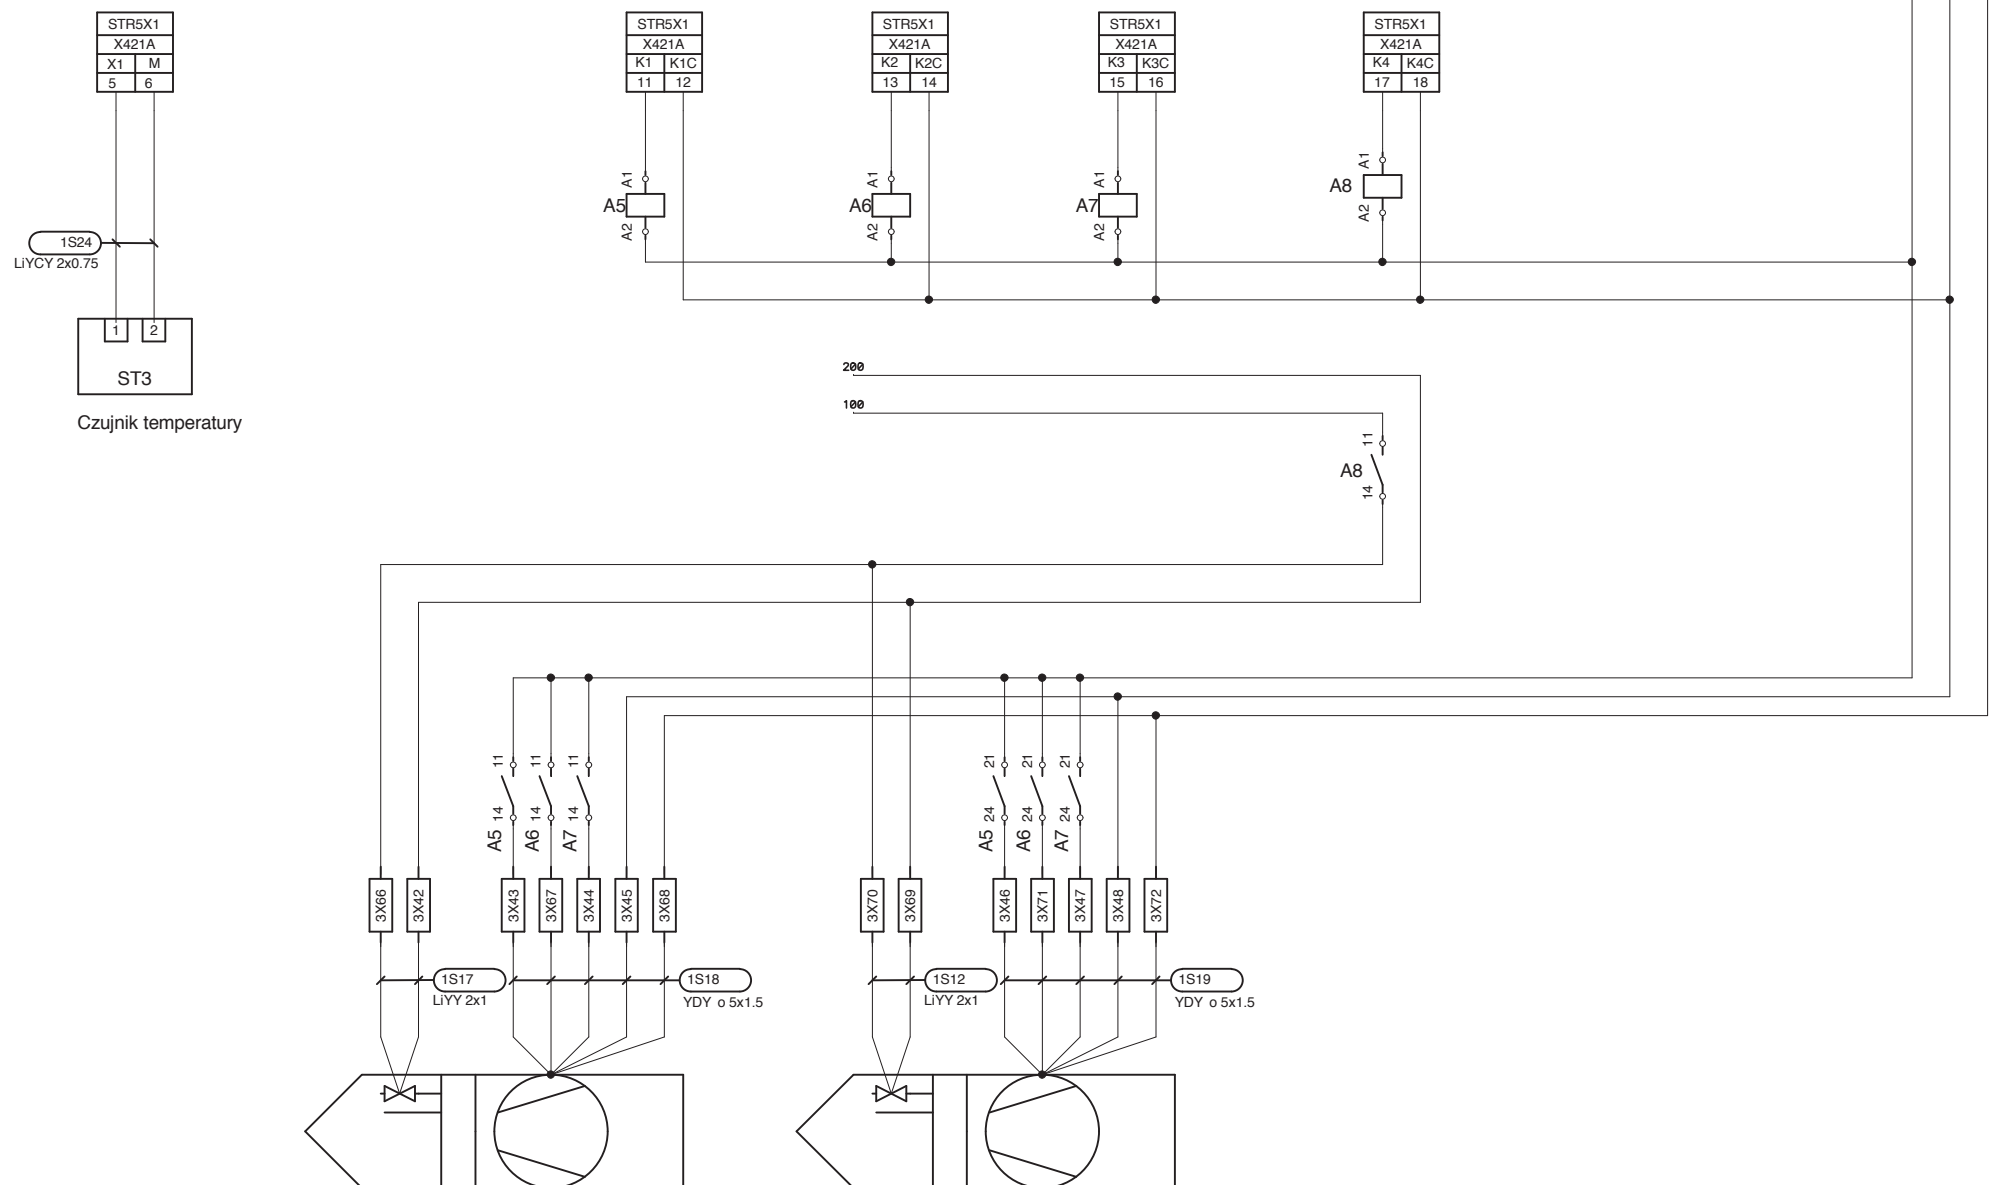 STR5X1 STR5X1 STR5X1 STR5X1 STR5X1
X421A X421A X421A X421A X421A
X1 M K1 K1C K2 K2C K3 K3C K4 K4C
5 6 11 12 13 14 15 16 17 18
A1 A1 A1 A1
A5 A6 A7 A8
A2 A2 A2 A2
1S24
LiYCY 2x0.75
1 2
ST3
Czujnik temperatury
200
100
11
A8
14
11 11 11 21 21 21
14 14 14 24 24 24
A5 A6 A7 A5 A6 A7
3X66 3X42 3X43 3X67 3X44 3X45 3X68 3X70 3X69 3X46 3X71 3X47 3X48 3X72
1S17 1S18 1S12 1S19
LiYY 2x1 YDY o 5x1.5 LiYY 2x1 YDY o 5x1.5